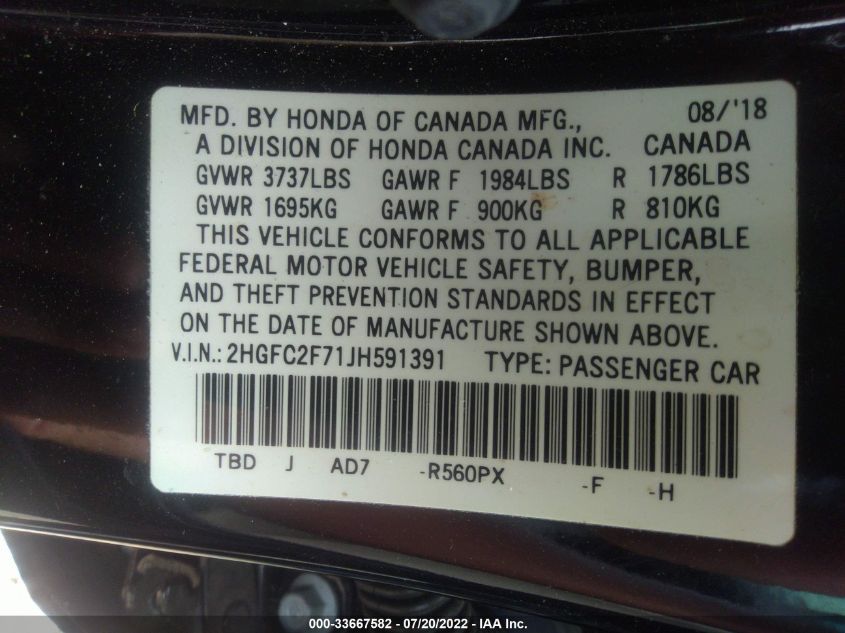 MFD. BY HONDA OF CANADA MFG., 08/'18
A DIVISION OF HONDA CANADA INC. CANADA
GVWR 3737LBS GAWR F 1984LBS R 1786LBS
GVWR 1695KG GAWR F 900KG R 810KG
THIS VEHICLE CONFORMS TO ALL APPLICABLE
FEDERAL MOTOR VEHICLE SAFETY, BUMPER,
AND THEFT PREVENTION STANDARDS IN EFFECT
ON THE DATE OF MANUFACTURE SHOWN ABOVE.
V.I.N.: 2HGFC2F71JH591391 TYPE: PASSENGER CAR
TBD J AD7 -R560PX -F -H
000-33667582 / 07/20/2022 / IAA Inc.